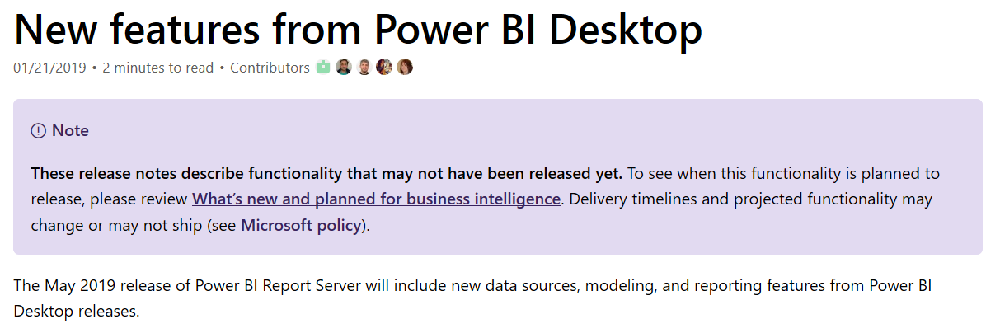 New features from Power BI Desktop
01/21/2019 • 2 minutes to read • Contributors
Note
These release notes describe functionality that may not have been released yet. To see when this functionality is planned to
release, please review What's new and planned for business intelligence. Delivery timelines and projected functionality may
change or may not ship (see Microsoft policy).
The May 2019 release of Power BI Report Server will include new data sources, modeling, and reporting features from Power BI
Desktop releases.